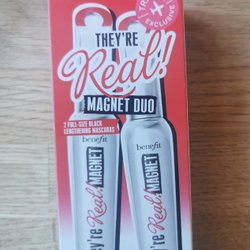 EXCLUSIVE
THEY'RE
Real!
MAGNET DUO
2 FULL-SIZE BLACK
LENGTHENING MASCARAS
benefit
benefit
they're Real! MAGNET
they're Real! MAGNET